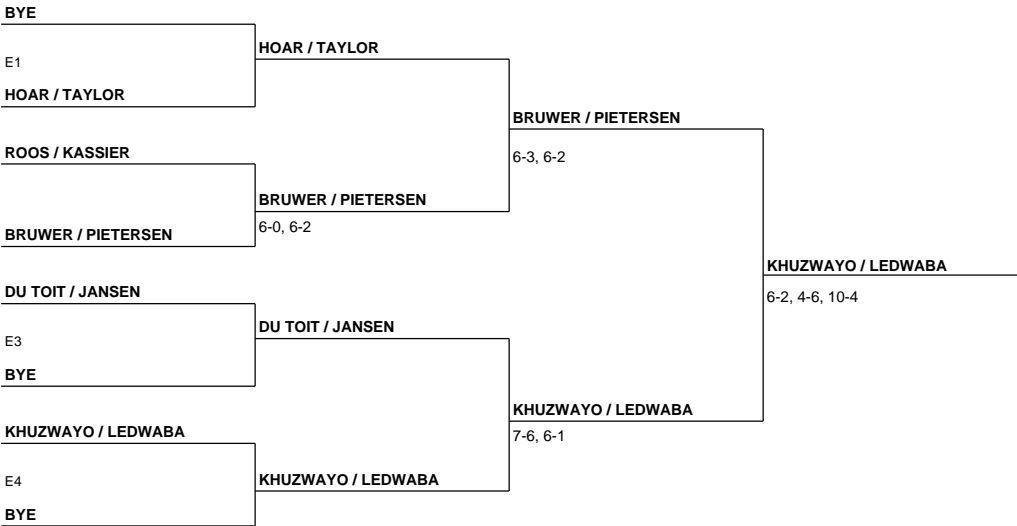 BYE
E1
HOAR / TAYLOR
HOAR / TAYLOR
ROOS / KASSIER
BRUWER / PIETERSEN
BRUWER / PIETERSEN
6-0, 6-2
BRUWER / PIETERSEN
6-3, 6-2
DU TOIT / JANSEN
E3
BYE
DU TOIT / JANSEN
KHUZWAYO / LEDWABA
E4
BYE
KHUZWAYO / LEDWABA
KHUZWAYO / LEDWABA
7-6, 6-1
KHUZWAYO / LEDWABA
6-2, 4-6, 10-4